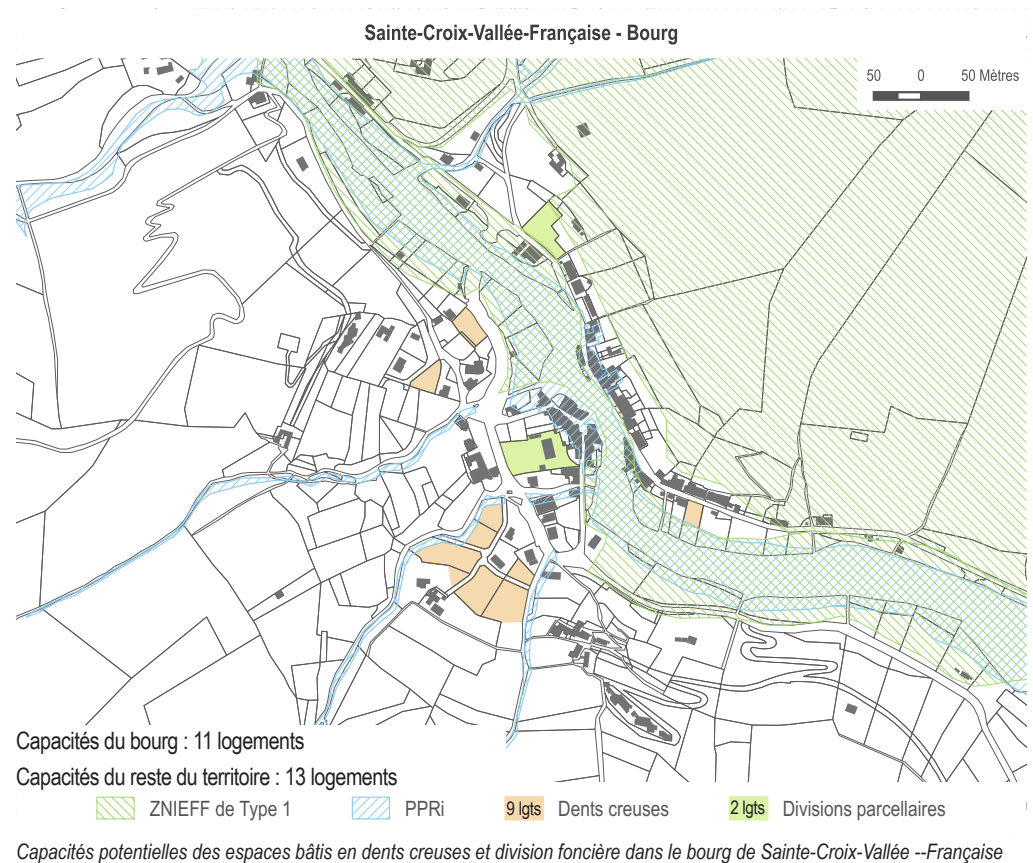 Sainte-Croix-Vallée-Française - Bourg
50 0 50 Mètres
Capacités du bourg : 11 logements
Capacités du reste du territoire : 13 logements
ZNIEFF de Type 1 PPRi 9 lgts Dents creuses 2 lgts Divisions parcellaires
Capacités potentielles des espaces bâtis en dents creuses et division foncière dans le bourg de Sainte-Croix-Vallée --Française